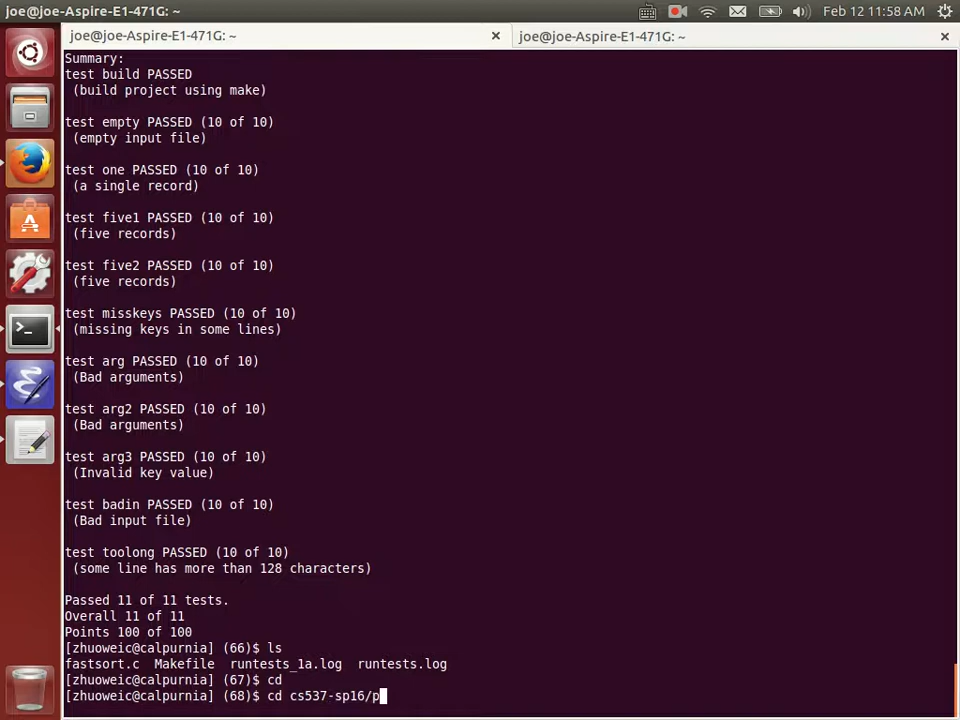 joe@joe-Aspire-E1-471G: ~
Feb 12 11:58 AM
joe@joe-Aspire-E1-471G: ~
joe@joe-Aspire-E1-471G: ~
Summary:
test build PASSED
(build project using make)
test empty PASSED (10 of 10)
(empty input file)
test one PASSED (10 of 10)
(a single record)
test five1 PASSED (10 of 10)
(five records)
test five2 PASSED (10 of 10)
(five records)
test misskeys PASSED (10 of 10)
(missing keys in some lines)
test arg PASSED (10 of 10)
(Bad arguments)
test arg2 PASSED (10 of 10)
(Bad arguments)
test arg3 PASSED (10 of 10)
(Invalid key value)
test badin PASSED (10 of 10)
(Bad input file)
test toolong PASSED (10 of 10)
(some line has more than 128 characters)
Passed 11 of 11 tests.
Overall 11 of 11
Points 100 of 100
[zhuoweic@calpurnia] (66)$ ls
fastsort.c  Makefile  runtests_1a.log  runtests.log
[zhuoweic@calpurnia] (67)$ cd
[zhuoweic@calpurnia] (68)$ cd cs537-sp16/p